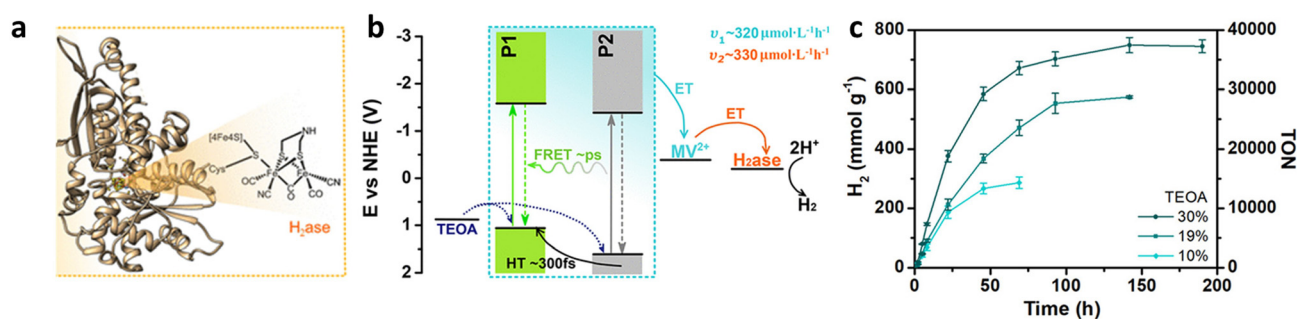 a
[4Fe4S]
Cys
S
NH
S
S
Fe
Fe
OC
NC
C
O
CO
CN
H₂ase
b
E vs NHE (V)
-3
-2
-1
0
1
2
P1
P2
υ₁~320 μmol·L⁻¹h⁻¹
υ₂~330 μmol·L⁻¹h⁻¹
ET
ET
MV²⁺
H₂ase
2H⁺
H₂
FRET ~ps
TEOA
HT ~300fs
c
H₂ (mmol g⁻¹)
800
600
400
200
0
TON
40000
30000
20000
10000
0
TEOA
30%
19%
10%
0
50
100
150
200
Time (h)